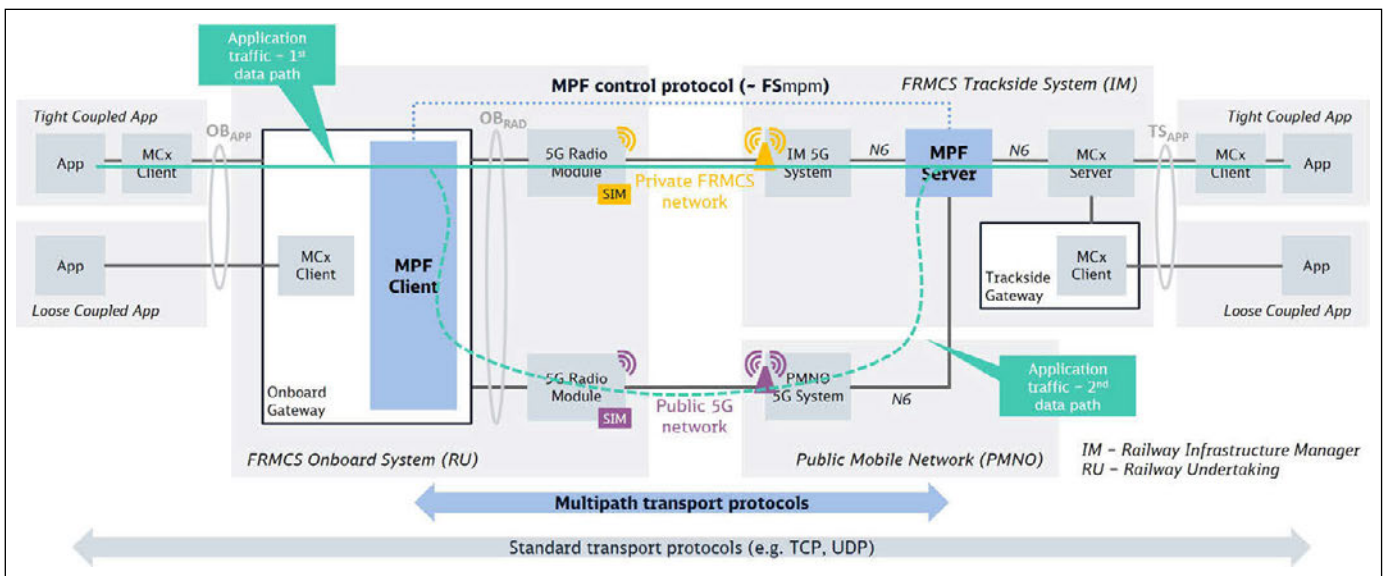 Application
traffic – 1st
data path
MPF control protocol (~ FSmpm)
FRMCS Trackside System (IM)
Tight Coupled App
App
MCx
Client
OBAPP
OBRAD
5G Radio
Module
SIM
Private FRMCS
network
IM 5G
System
N6
MPF
Server
N6
MCx
Server
TSAPP
Tight Coupled App
MCx
Client
App
App
Loose Coupled App
MCx
Client
MPF
Client
Onboard
Gateway
Trackside
Gateway
MCx
Client
App
Loose Coupled App
5G Radio
Module
SIM
Public 5G
network
PMNO
5G System
N6
Application
traffic – 2nd
data path
FRMCS Onboard System (RU)
Public Mobile Network (PMNO)
IM – Railway Infrastructure Manager
RU – Railway Undertaking
Multipath transport protocols
Standard transport protocols (e.g. TCP, UDP)